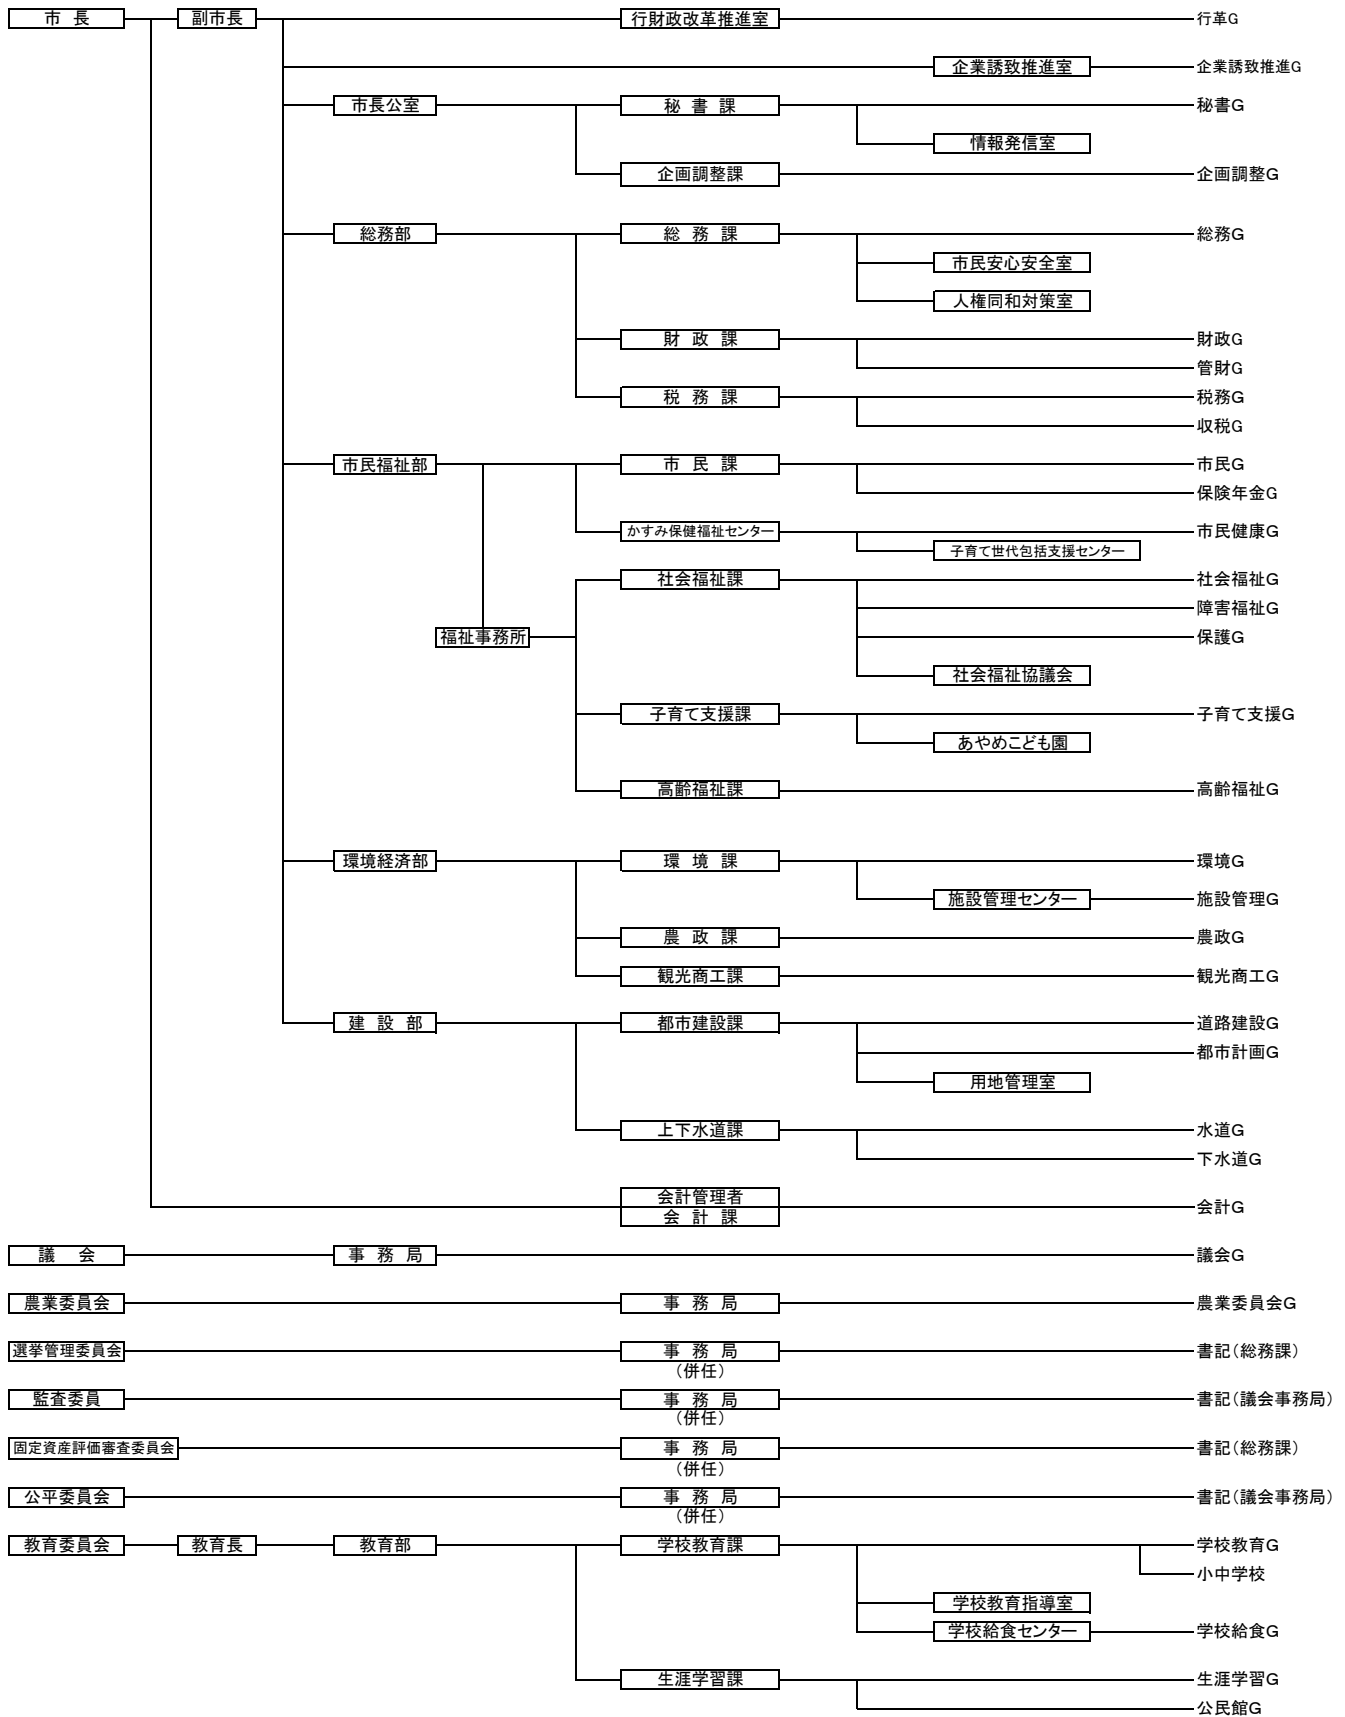 市　長　副市長　行財政改革推進室　行革G
企業誘致推進室　企業誘致推進G
市長公室　秘　書　課　秘書G
情報発信室
企画調整課　企画調整G
総務部　総　務　課　総務G
市民安心安全室
人権同和対策室
財　政　課　財政G
管財G
税　務　課　税務G
収税G
市民福祉部　市　民　課　市民G
保険年金G
かすみ保健福祉センター　市民健康G
子育て世代包括支援センター
社会福祉課　社会福祉G
障害福祉G
福祉事務所　保護G
社会福祉協議会
子育て支援課　子育て支援G
あやめこども園
高齢福祉課　高齢福祉G
環境経済部　環　境　課　環境G
施設管理センター　施設管理G
農　政　課　農政G
観光商工課　観光商工G
建　設　部　都市建設課　道路建設G
都市計画G
用地管理室
上下水道課　水道G
下水道G
会計管理者
会　計　課　会計G
議　会　事　務　局　議会G
農業委員会　事　務　局　農業委員会G
選挙管理委員会　事　務　局　書記（総務課）
（併任）
監査委員　事　務　局　書記（議会事務局）
（併任）
固定資産評価審査委員会　事　務　局　書記（総務課）
（併任）
公平委員会　事　務　局　書記（議会事務局）
（併任）
教育委員会　教育長　教育部　学校教育課　学校教育G
小中学校
学校教育指導室
学校給食センター　学校給食G
生涯学習課　生涯学習G
公民館G